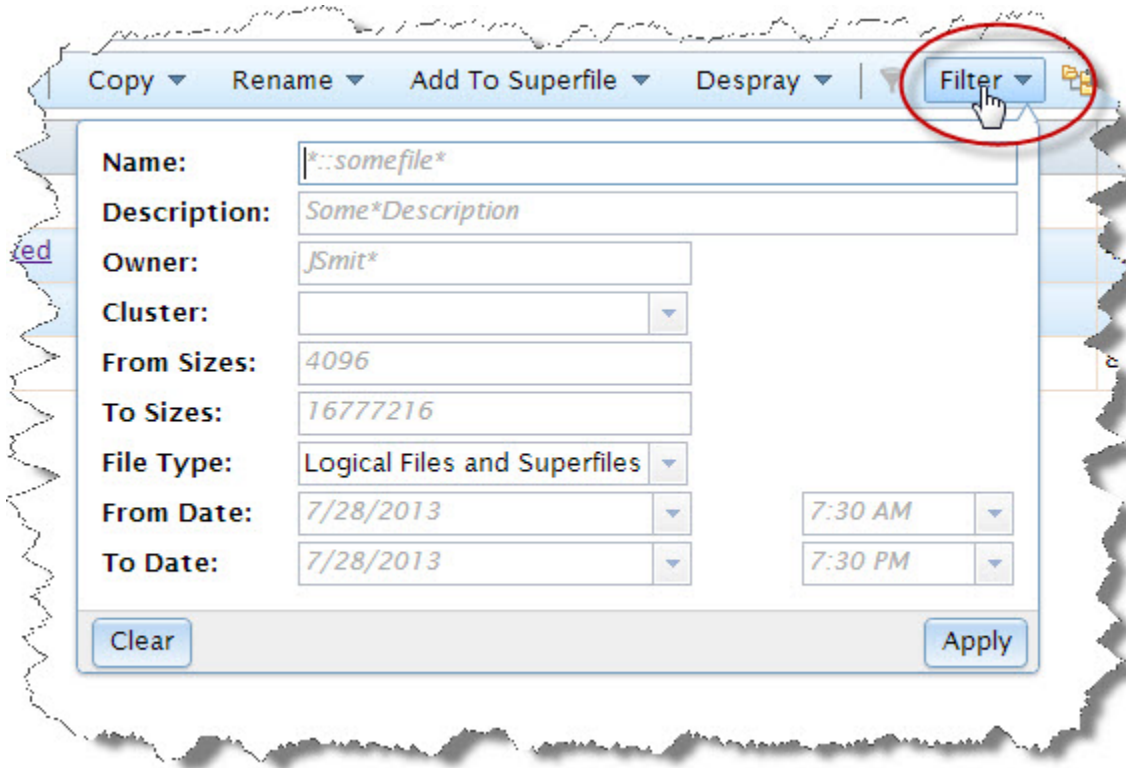 Copy Rename Add To Superfile Despray Filter
Name: *::somefile*
Description: Some*Description
ed
Owner: JSmit*
Cluster:
From Sizes: 4096
To Sizes: 16777216
File Type: Logical Files and Superfiles
From Date: 7/28/2013 7:30 AM
To Date: 7/28/2013 7:30 PM
Clear Apply